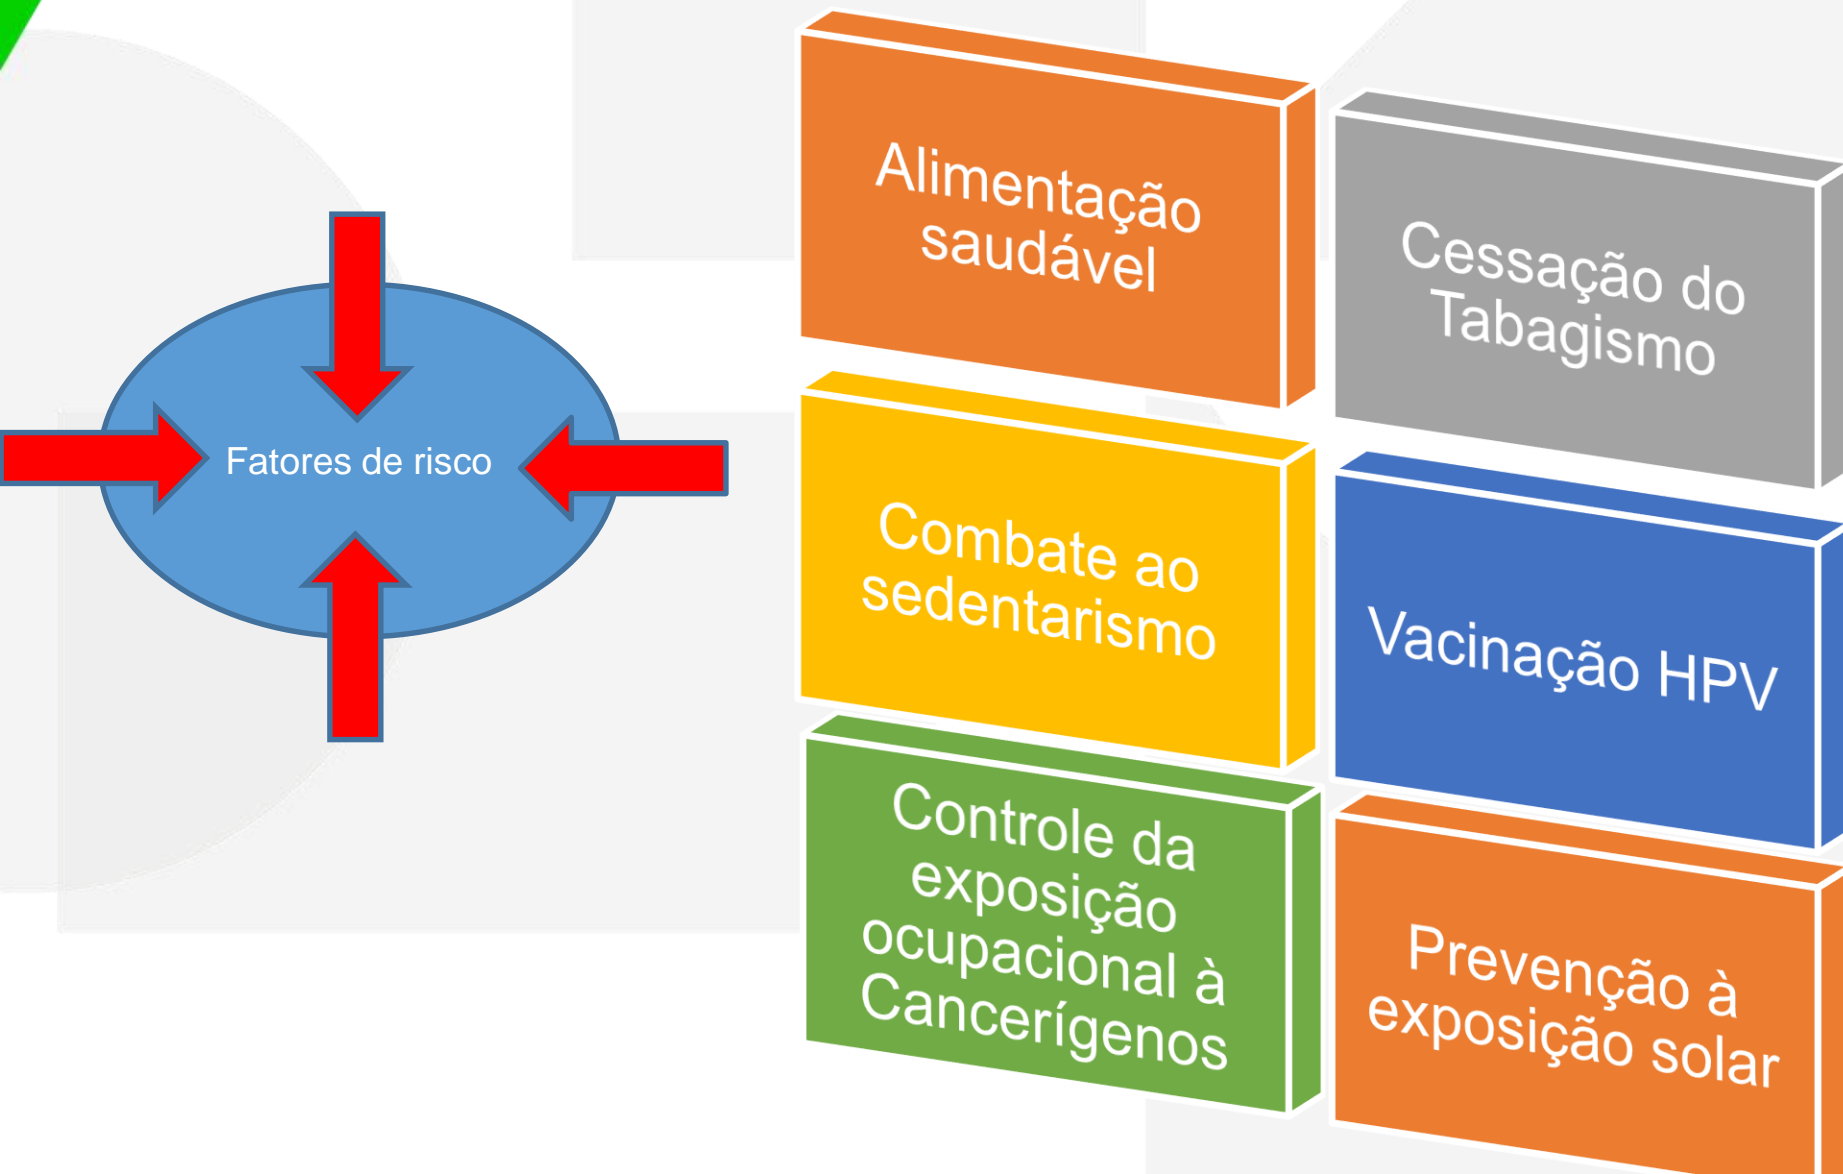 Fatores de risco
Alimentação
saudável
Cessação do
Tabagismo
Combate ao
sedentarismo
Vacinação HPV
Controle da
exposição
ocupacional à
Cancerígenos
Prevenção à
exposição solar